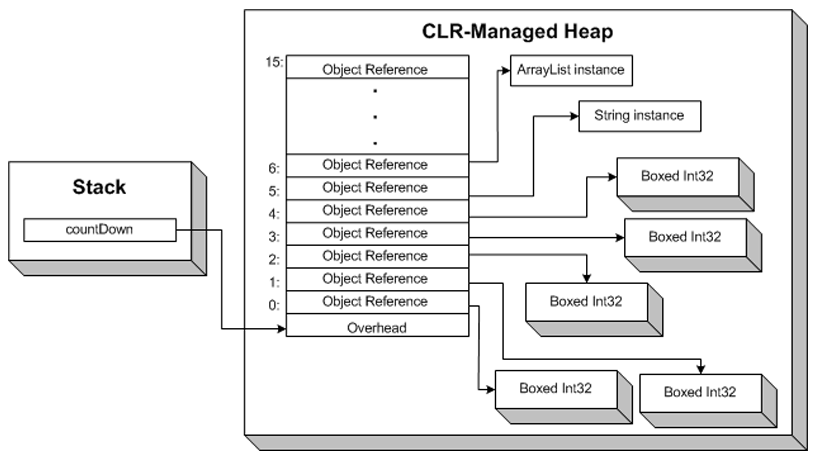 CLR-Managed Heap
15:
Object Reference
ArrayList instance
.
.
.
String instance
6:
Object Reference
5:
Object Reference
Boxed Int32
Stack
4:
Object Reference
countDown
3:
Object Reference
Boxed Int32
2:
Object Reference
1:
Object Reference
0:
Object Reference
Boxed Int32
Overhead
Boxed Int32
Boxed Int32